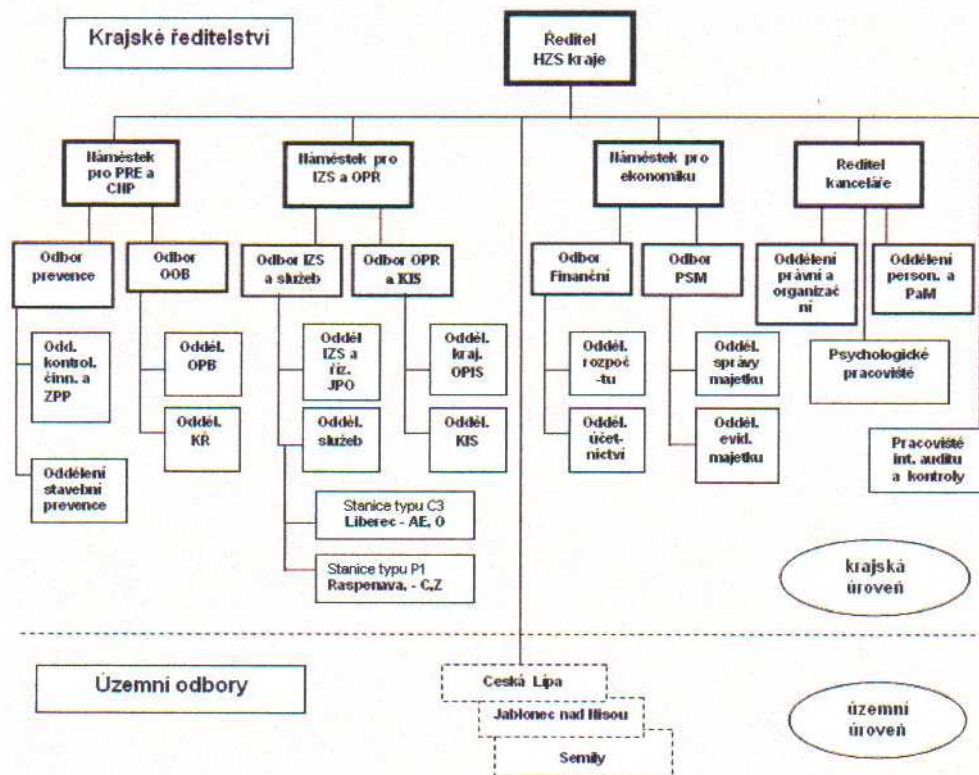 Krajské ředitelství
Ředitel
HZS kraje
Náměstek
pro PRE a
CHP
Náměstek pro
IZS a OPŘ
Náměstek pro
ekonomiku
Ředitel
kanceláře
Odbor
prevence
Odbor
OOB
Odbor IZS
a služeb
Odbor OPŘ
a KIS
Odbor
Finanční
Odbor
PSM
Oddělení
právní a
organizač
ní
Oddělení
person. a
PaM
Odd.
kontrol.
činn. a
ZPP
Odděl.
OPB
Odděl
IZS a
říz.
JPO
Odděl.
kraj.
OPIS
Odděl.
rozpoč
-tu
Odděl.
správy
majetku
Psychologické
pracoviště
Odděl.
KŘ
Odděl.
služeb
Odděl.
KIS
Odděl.
účet-
nictví
Odděl.
evid.
majetku
Pracoviště
int. auditu
a kontroly
Oddělení
stavební
prevence
Stanice typu C3
Liberec - AE, O
Stanice typu P1
Raspenava, - C,Z
krajská
úroveň
Územní odbory
Česká Lípa
Jablonec nad Nisou
Semily
územní
úroveň